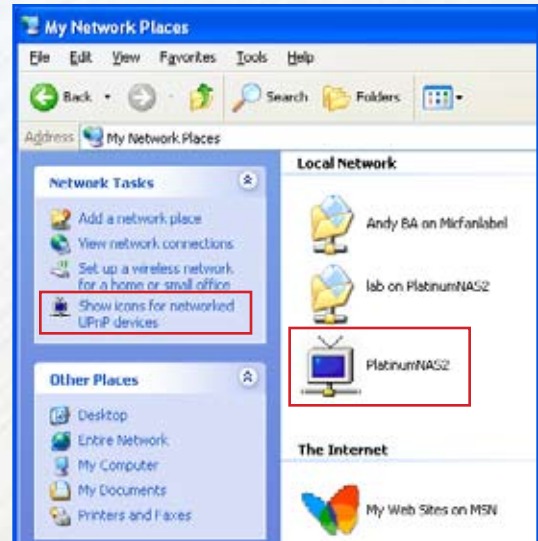 My Network Places
File Edit View Favorites Tools Help
Back Search Folders
Address My Network Places
Network Tasks
Add a network place
View network connections
Set up a wireless network
for a home or small office
Show icons for networked
UPnP devices
Other Places
Desktop
Entire Network
My Computer
My Documents
Printers and Faxes
Local Network
Andy BA on Micfanlabel
lab on PlatinumNAS2
PlatinumNAS2
The Internet
My Web Sites on MSN